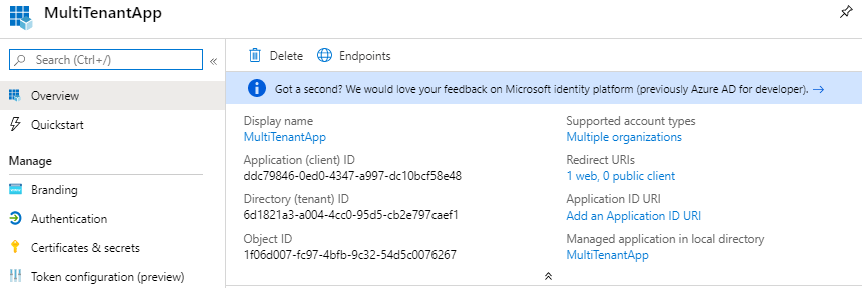 MultiTenantApp
Search (Ctrl+/)
«
Overview
Quickstart
Manage
Branding
Authentication
Certificates & secrets
Token configuration (preview)
Delete
Endpoints
Got a second? We would love your feedback on Microsoft identity platform (previously Azure AD for developer). →
Display name
MultiTenantApp
Application (client) ID
ddc79846-0ed0-4347-a997-dc10bcf58e48
Directory (tenant) ID
6d1821a3-a004-4cc0-95d5-cb2e797caef1
Object ID
1f06d007-fc97-4bfb-9c32-54d5c0076267
Supported account types
Multiple organizations
Redirect URIs
1 web, 0 public client
Application ID URI
Add an Application ID URI
Managed application in local directory
MultiTenantApp